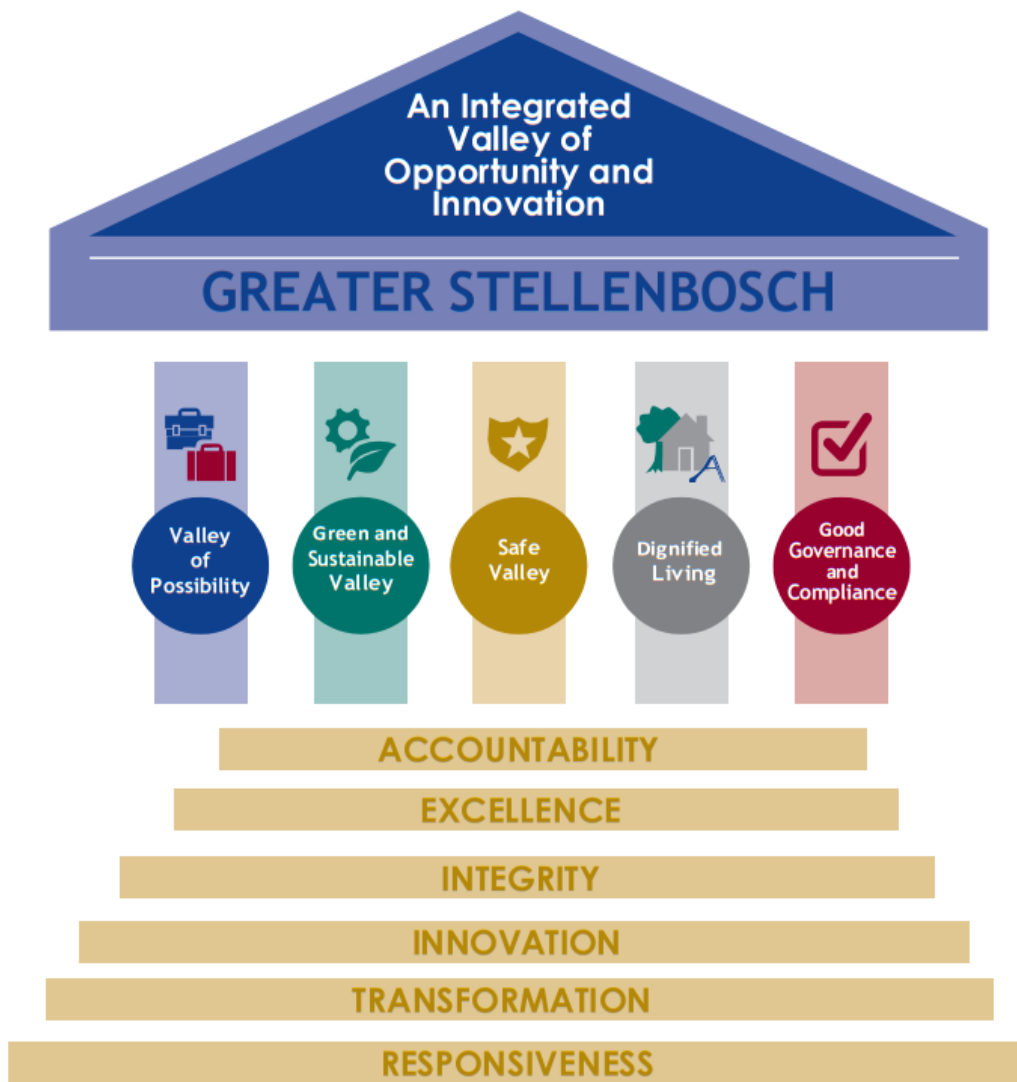 An Integrated
Valley of
Opportunity and
Innovation
GREATER STELLENBOSCH
Valley
of
Possibility
Green and
Sustainable
Valley
Safe
Valley
Dignified
Living
Good
Governance
and
Compliance
ACCOUNTABILITY
EXCELLENCE
INTEGRITY
INNOVATION
TRANSFORMATION
RESPONSIVENESS